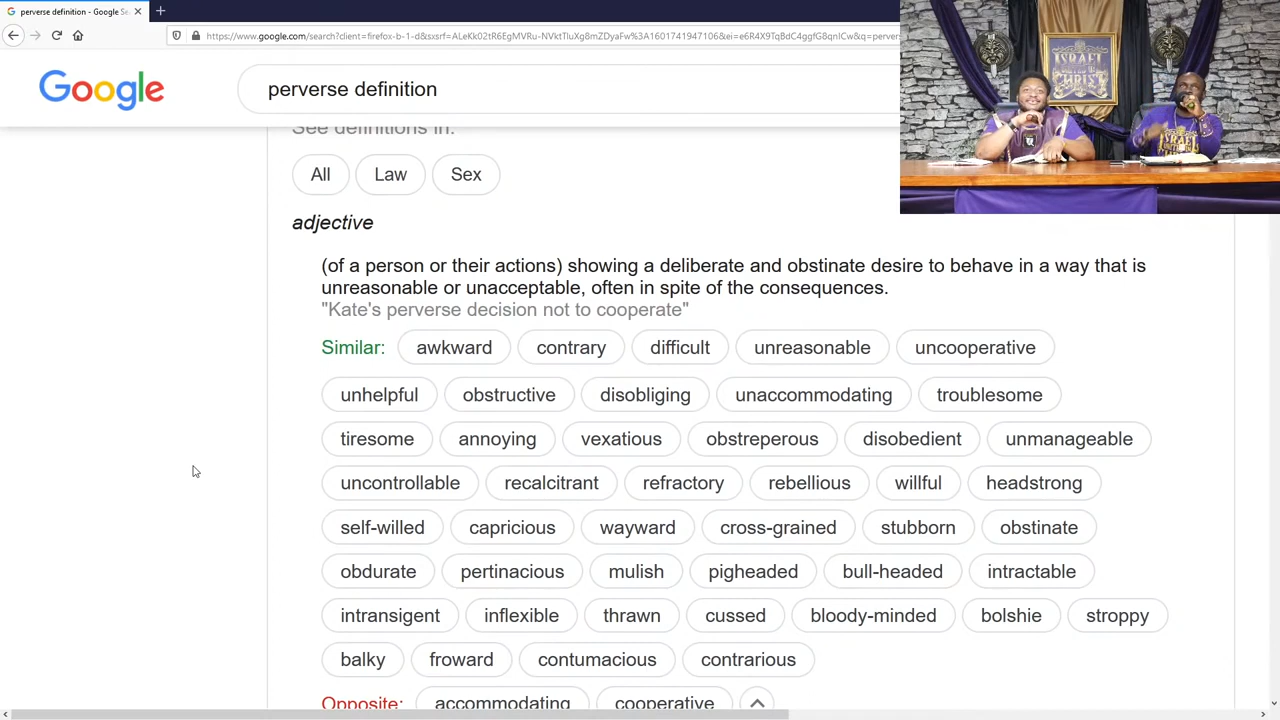 perverse definition - Google Se
https://www.google.com/search?client=firefox-b-1-d&sxsrf=ALeKk02tR6EgMVRu-NVktTluXg8mZDyaFw%3A1601741947106&ei=e6R4X9TqBdC4ggfG8qnICw&q=perver
Google
perverse definition
ISRAEL
UNITED IN
CHRIST
See definitions in:
All Law Sex
adjective
(of a person or their actions) showing a deliberate and obstinate desire to behave in a way that is
unreasonable or unacceptable, often in spite of the consequences.
"Kate's perverse decision not to cooperate"
Similar: awkward contrary difficult unreasonable uncooperative
unhelpful obstructive disobliging unaccommodating troublesome
tiresome annoying vexatious obstreperous disobedient unmanageable
uncontrollable recalcitrant refractory rebellious willful headstrong
self-willed capricious wayward cross-grained stubborn obstinate
obdurate pertinacious mulish pigheaded bull-headed intractable
intransigent inflexible thrawn cussed bloody-minded bolshie stroppy
balky froward contumacious contrarious
Opposite: accommodating cooperative